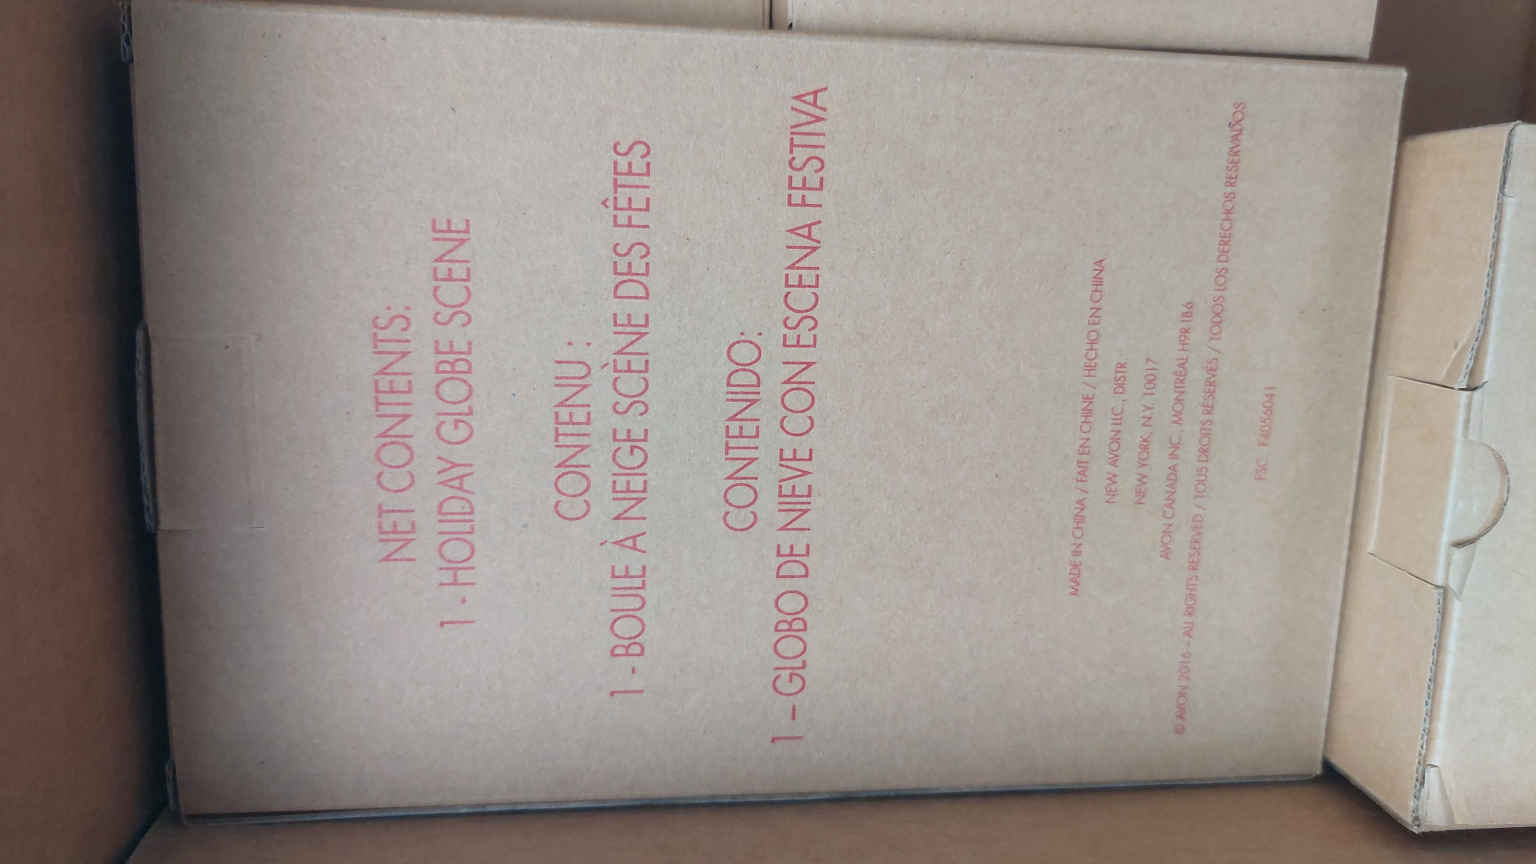 NET CONTENTS:
1 - HOLIDAY GLOBE SCENE
CONTENU :
1 - BOULE À NEIGE SCÈNE DES FÊTES
CONTENIDO:
1 – GLOBO DE NIEVE CON ESCENA FESTIVA
MADE IN CHINA / FAIT EN CHINE / HECHO EN CHINA
NEW AVON LLC., DISTR
NEW YORK, N.Y. 10017
AVON CANADA INC. MONTRÉAL H9R 1B6
© AVON 2016 – ALL RIGHTS RESERVED / TOUS DROITS RÉSERVÉS / TODOS LOS DERECHOS RESERVADOS
FSC F4056041